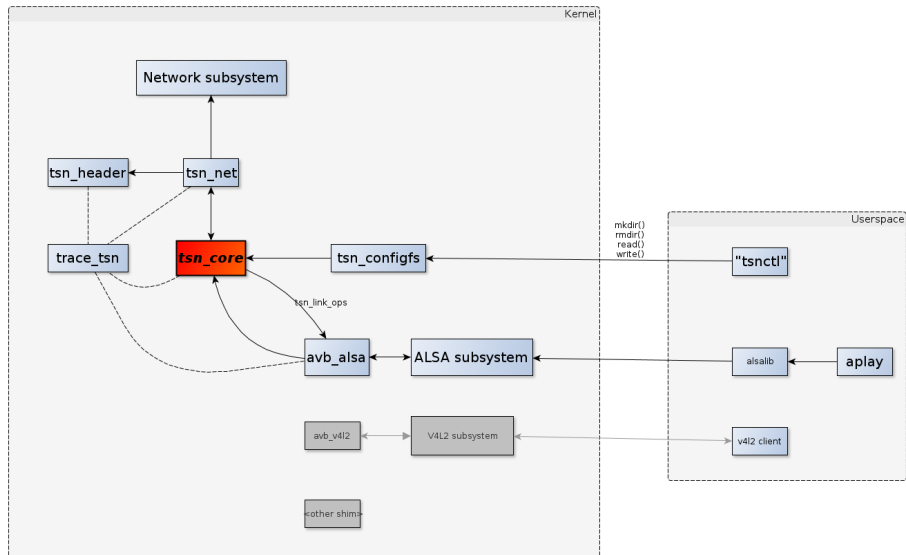 Kernel
Network subsystem
tsn_header
tsn_net
mkdir()
rmdir()
read()
write()
Userspace
trace_tsn
tsn_core
tsn_configfs
"tsnctl"
tsn_link_ops
avb_alsa
ALSA subsystem
alsalib
aplay
avb_v4l2
V4L2 subsystem
v4l2 client
<other shim>